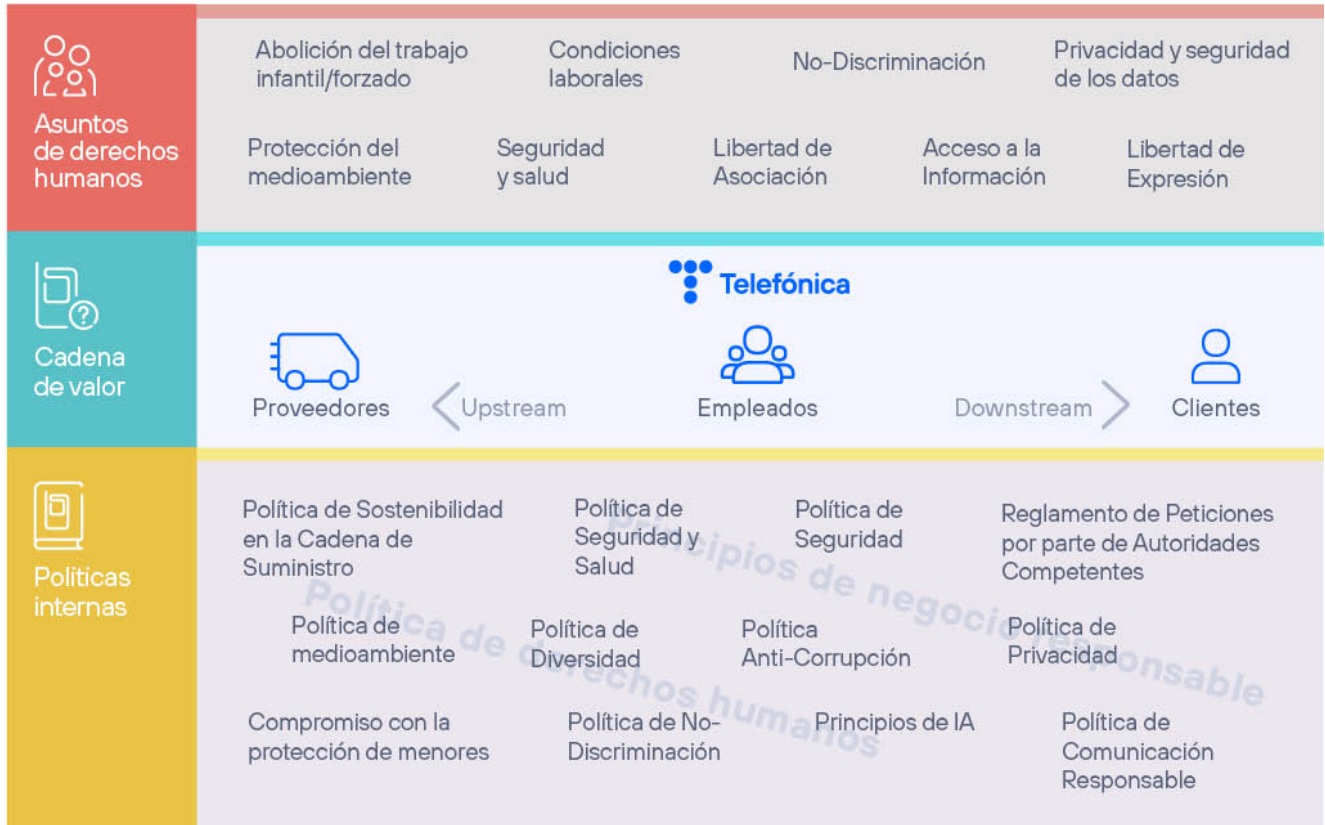 Asuntos
de derechos
humanos
Abolición del trabajo
infantil/forzado
Condiciones
laborales
No-Discriminación
Privacidad y seguridad
de los datos
Protección del
medioambiente
Seguridad
y salud
Libertad de
Asociación
Acceso a la
Información
Libertad de
Expresión
Cadena
de valor
Telefónica
Proveedores
Upstream
Empleados
Downstream
Clientes
Políticas
internas
Política de Sostenibilidad
en la Cadena de
Suministro
Política de
Seguridad y
Salud
Política de
Seguridad
Reglamento de Peticiones
por parte de Autoridades
Competentes
Principios de negocio responsable
Política de derechos humanos
Política de
medioambiente
Política de
Diversidad
Política
Anti-Corrupción
Política de
Privacidad
Compromiso con la
protección de menores
Política de No-
Discriminación
Principios de IA
Política de
Comunicación
Responsable